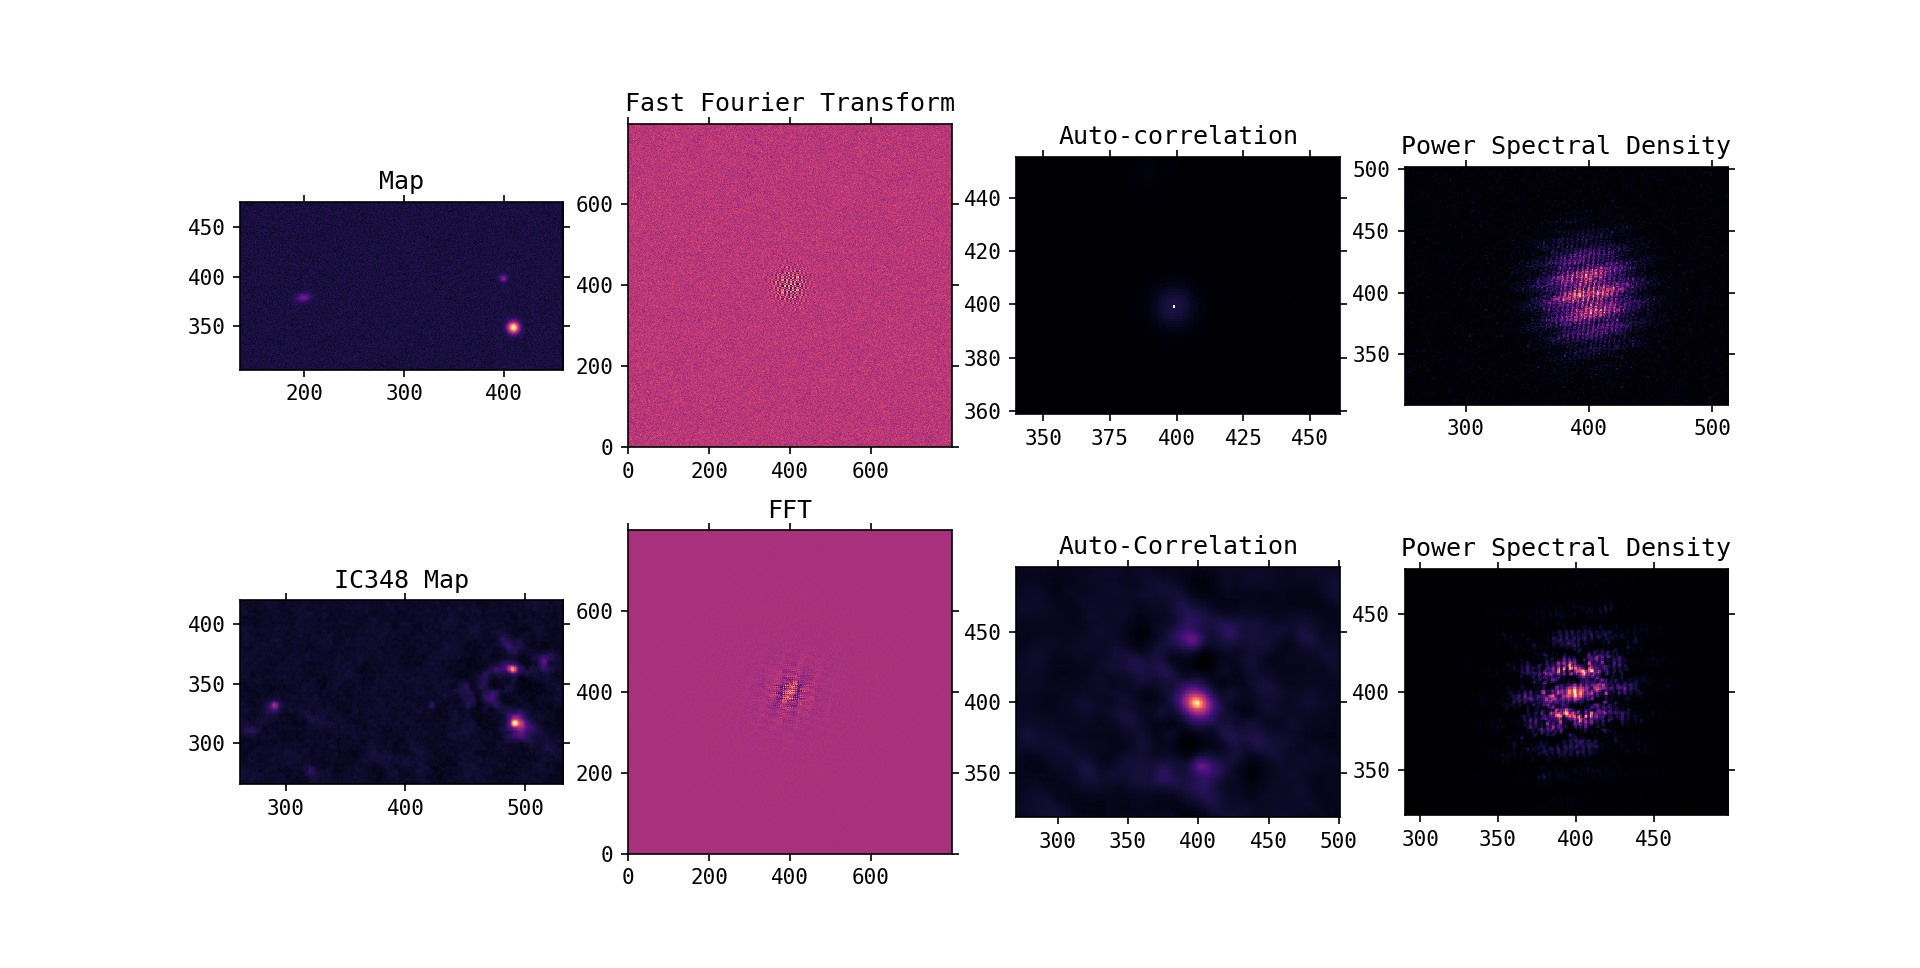 Map
450
400
350
200 300 400
Fast Fourier Transform
600
400
200
0
0 200 400 600
Auto-correlation
440
420
400
380
360
350 375 400 425 450
Power Spectral Density
500
450
400
350
300 400 500
IC348 Map
400
350
300
300 400 500
FFT
600
400
200
0
0 200 400 600
Auto-Correlation
450
400
350
300 350 400 450 500
Power Spectral Density
450
400
350
300 350 400 450